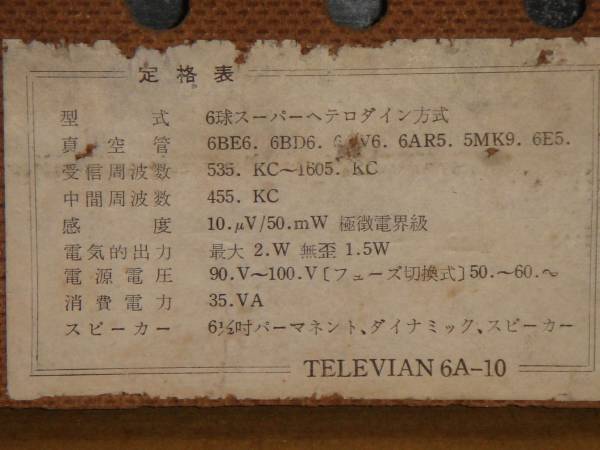 定格表
型式 6球スーパーヘテロダイン方式
真空管 6BE6. 6BD6. 6AR5. 5MK9. 6E5.
受信周波数 535. KC〜1605. KC
中間周波数 455. KC
感度 10.μV/50.mW 極微電界級
電気的出力 最大 2.W 無歪 1.5W
電源電圧 90.V〜100.V〔フューズ切換式〕50.〜60.〜
消費電力 35.VA
スピーカー 6½吋パーマネント、ダイナミック、スピーカー
TELEVIAN 6A-10